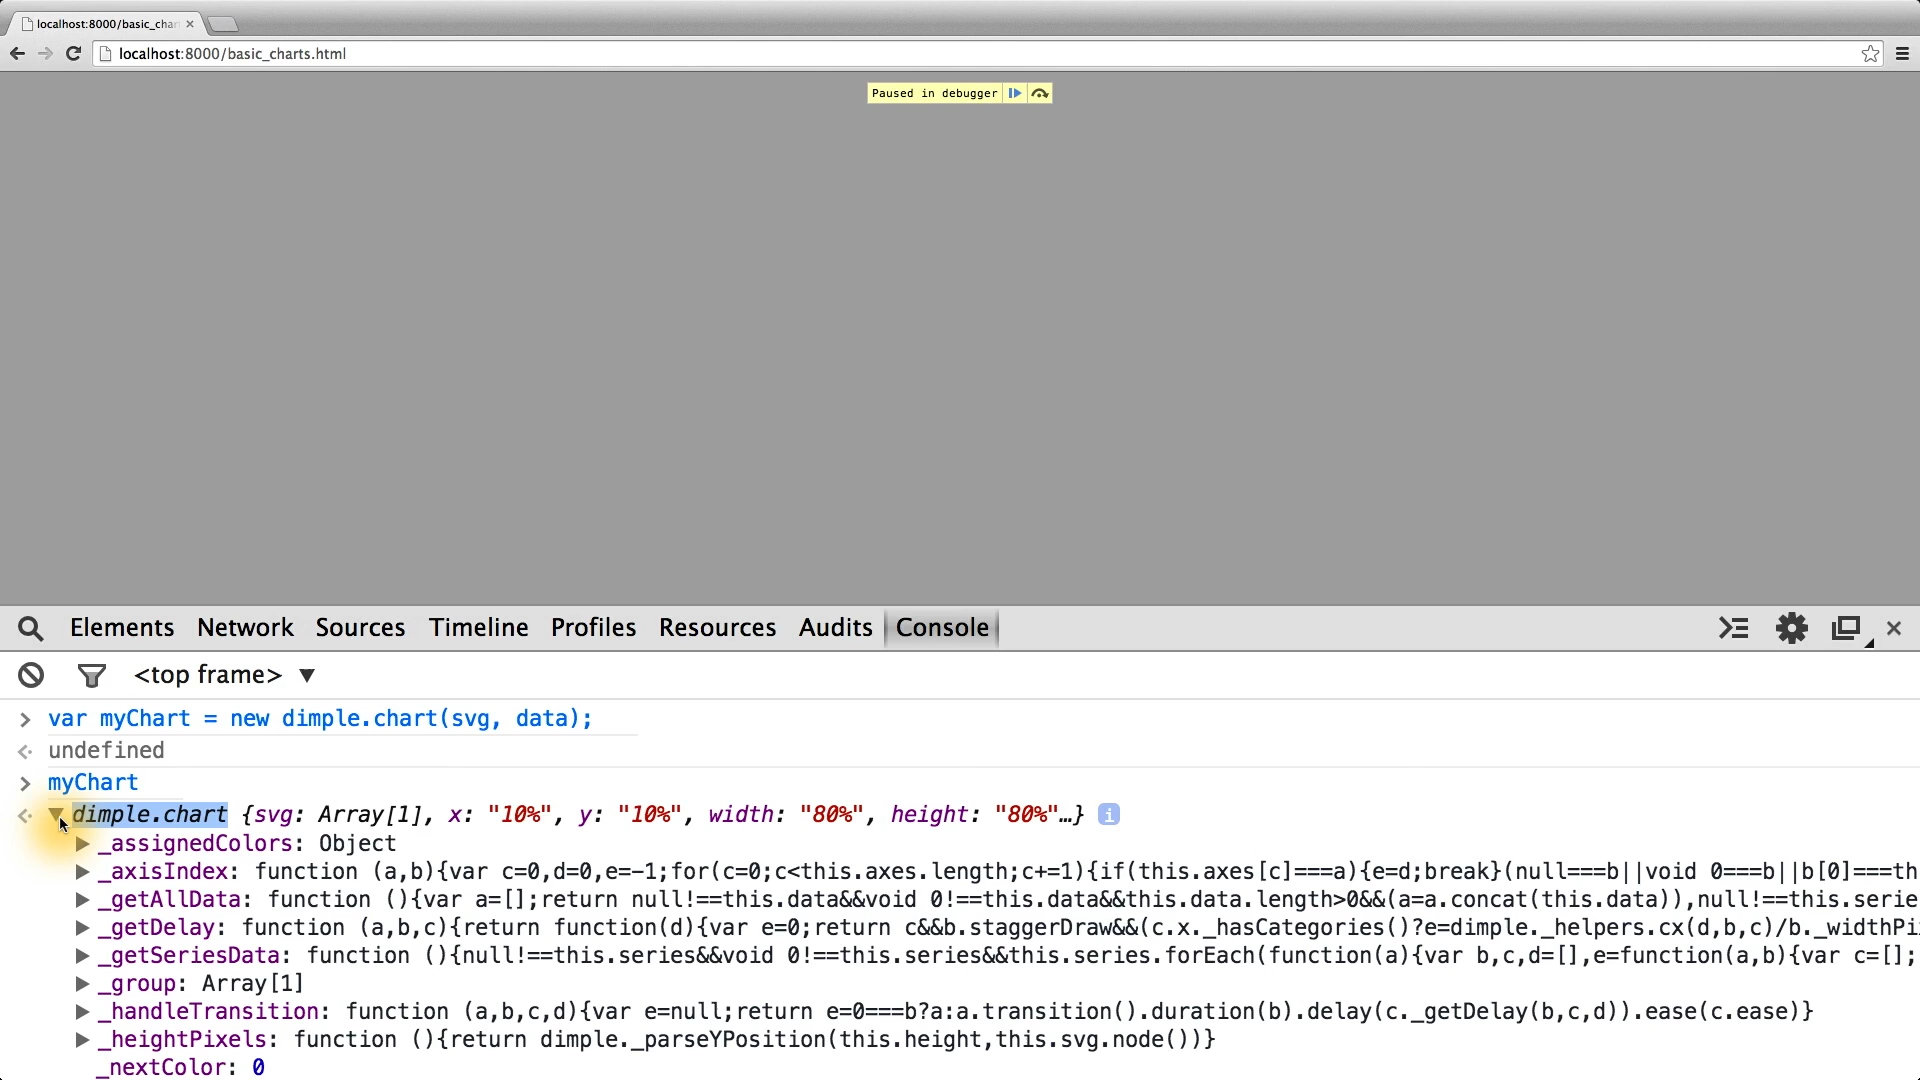 localhost:8000/basic_char
localhost:8000/basic_charts.html
Paused in debugger
Elements Network Sources Timeline Profiles Resources Audits Console
<top frame> ▼
> var myChart = new dimple.chart(svg, data);
undefined
> myChart
dimple.chart {svg: Array[1], x: "10%", y: "10%", width: "80%", height: "80%"…} i
_assignedColors: Object
_axisIndex: function (a,b){var c=0,d=0,e=-1;for(c=0;c<this.axes.length;c+=1){if(this.axes[c]===a){e=d;break}(null===b||void 0===b||b[0]===th
_getAllData: function (){var a=[];return null!==this.data&&void 0!==this.data&&this.data.length>0&&(a=a.concat(this.data)),null!==this.serie
_getDelay: function (a,b,c){return function(d){var e=0;return c&&b.staggerDraw&&(c.x._hasCategories()?e=dimple._helpers.cx(d,b,c)/b._widthPi
_getSeriesData: function (){null!==this.series&&void 0!==this.series&&this.series.forEach(function(a){var b,c,d=[],e=function(a,b){var c=[];
_group: Array[1]
_handleTransition: function (a,b,c,d){var e=null;return e=0===b?a:a.transition().duration(b).delay(c._getDelay(b,c,d)).ease(c.ease)}
_heightPixels: function (){return dimple._parseYPosition(this.height,this.svg.node())}
_nextColor: 0